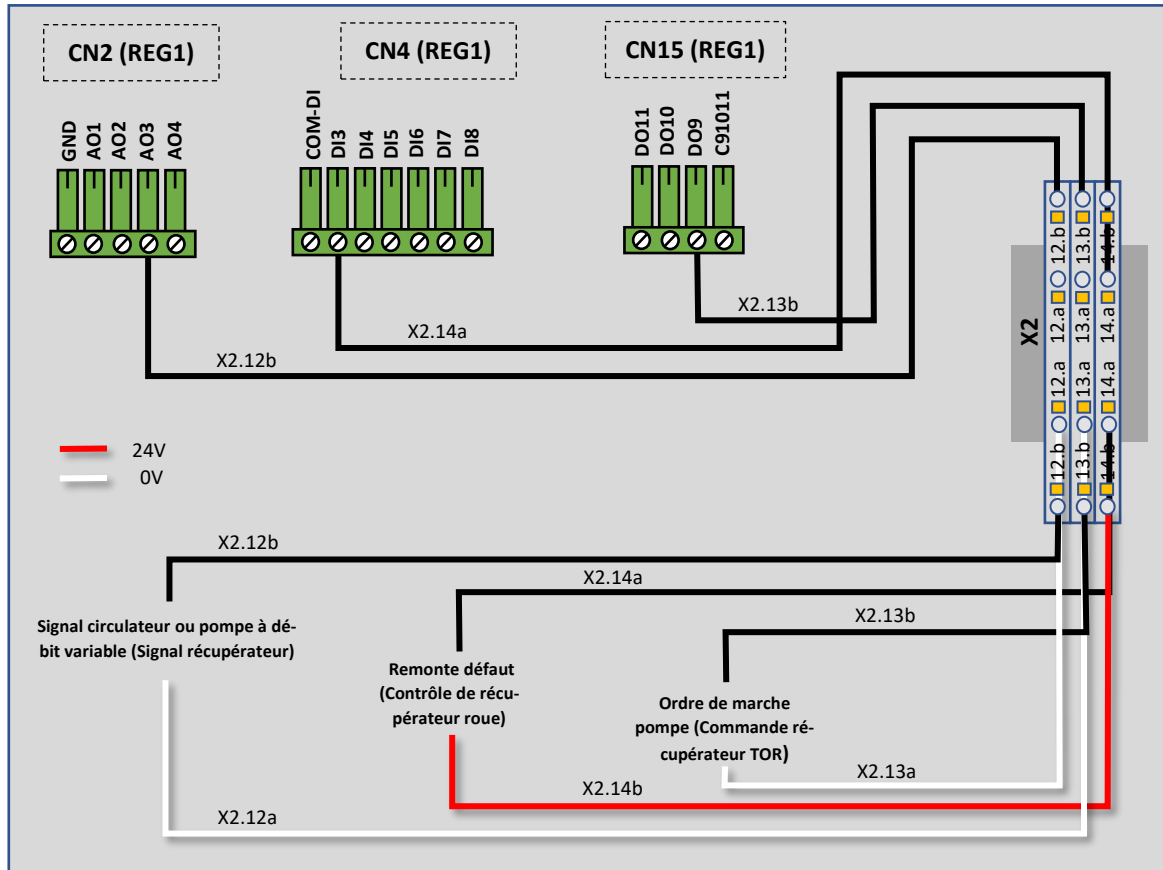 CN2 (REG1)
CN4 (REG1)
CN15 (REG1)
GND
AO1
AO2
AO3
AO4
COM-DI
DI3
DI4
DI5
DI6
DI7
DI8
DO11
DO10
DO9
C91011
X2.12b
X2.14a
X2.13b
X2
12.b
13.b
14.b
12.a
13.a
14.a
12.a
13.a
14.a
12.b
13.b
14.b
24V
0V
X2.12b
X2.14a
X2.13b
Signal circulateur ou pompe à dé-
bit variable (Signal récupérateur)
Remonte défaut
(Contrôle de récu-
pérateur roue)
Ordre de marche
pompe (Commande ré-
cupérateur TOR)
X2.13a
X2.14b
X2.12a